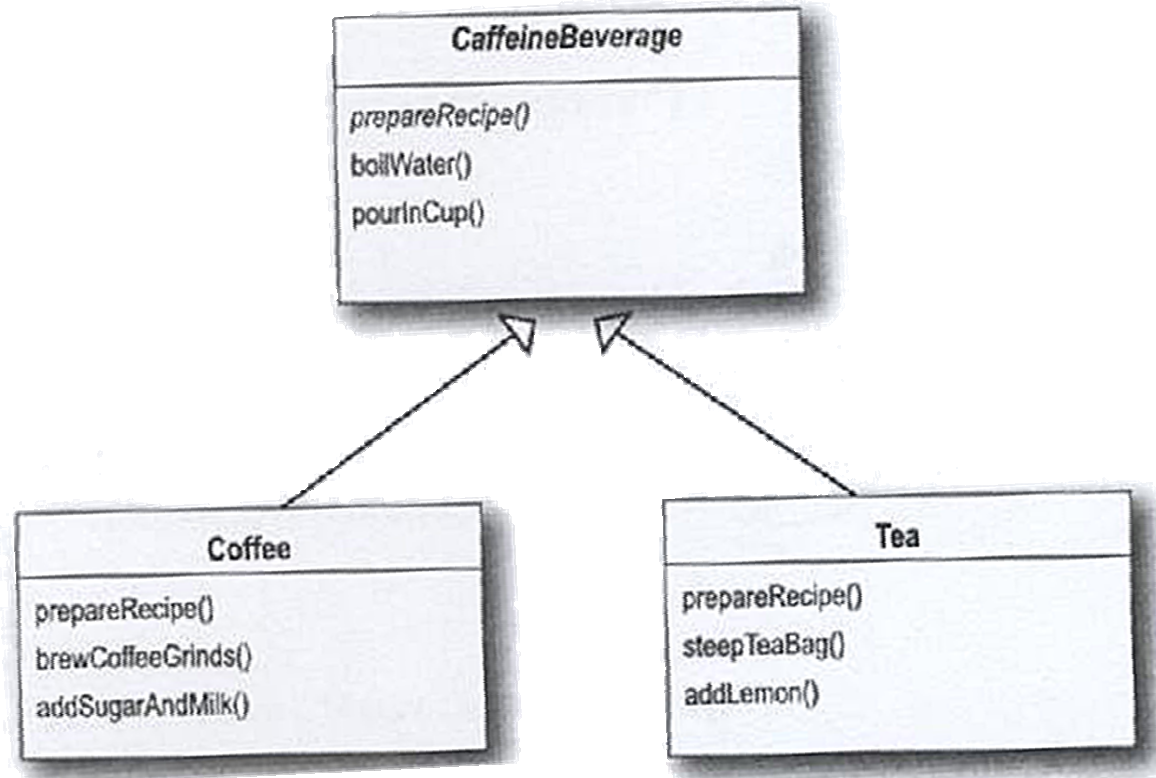 CaffeineBeverage
prepareRecipe()
boilWater()
pourInCup()
Coffee
prepareRecipe()
brewCoffeeGrinds()
addSugarAndMilk()
Tea
prepareRecipe()
steepTeaBag()
addLemon()